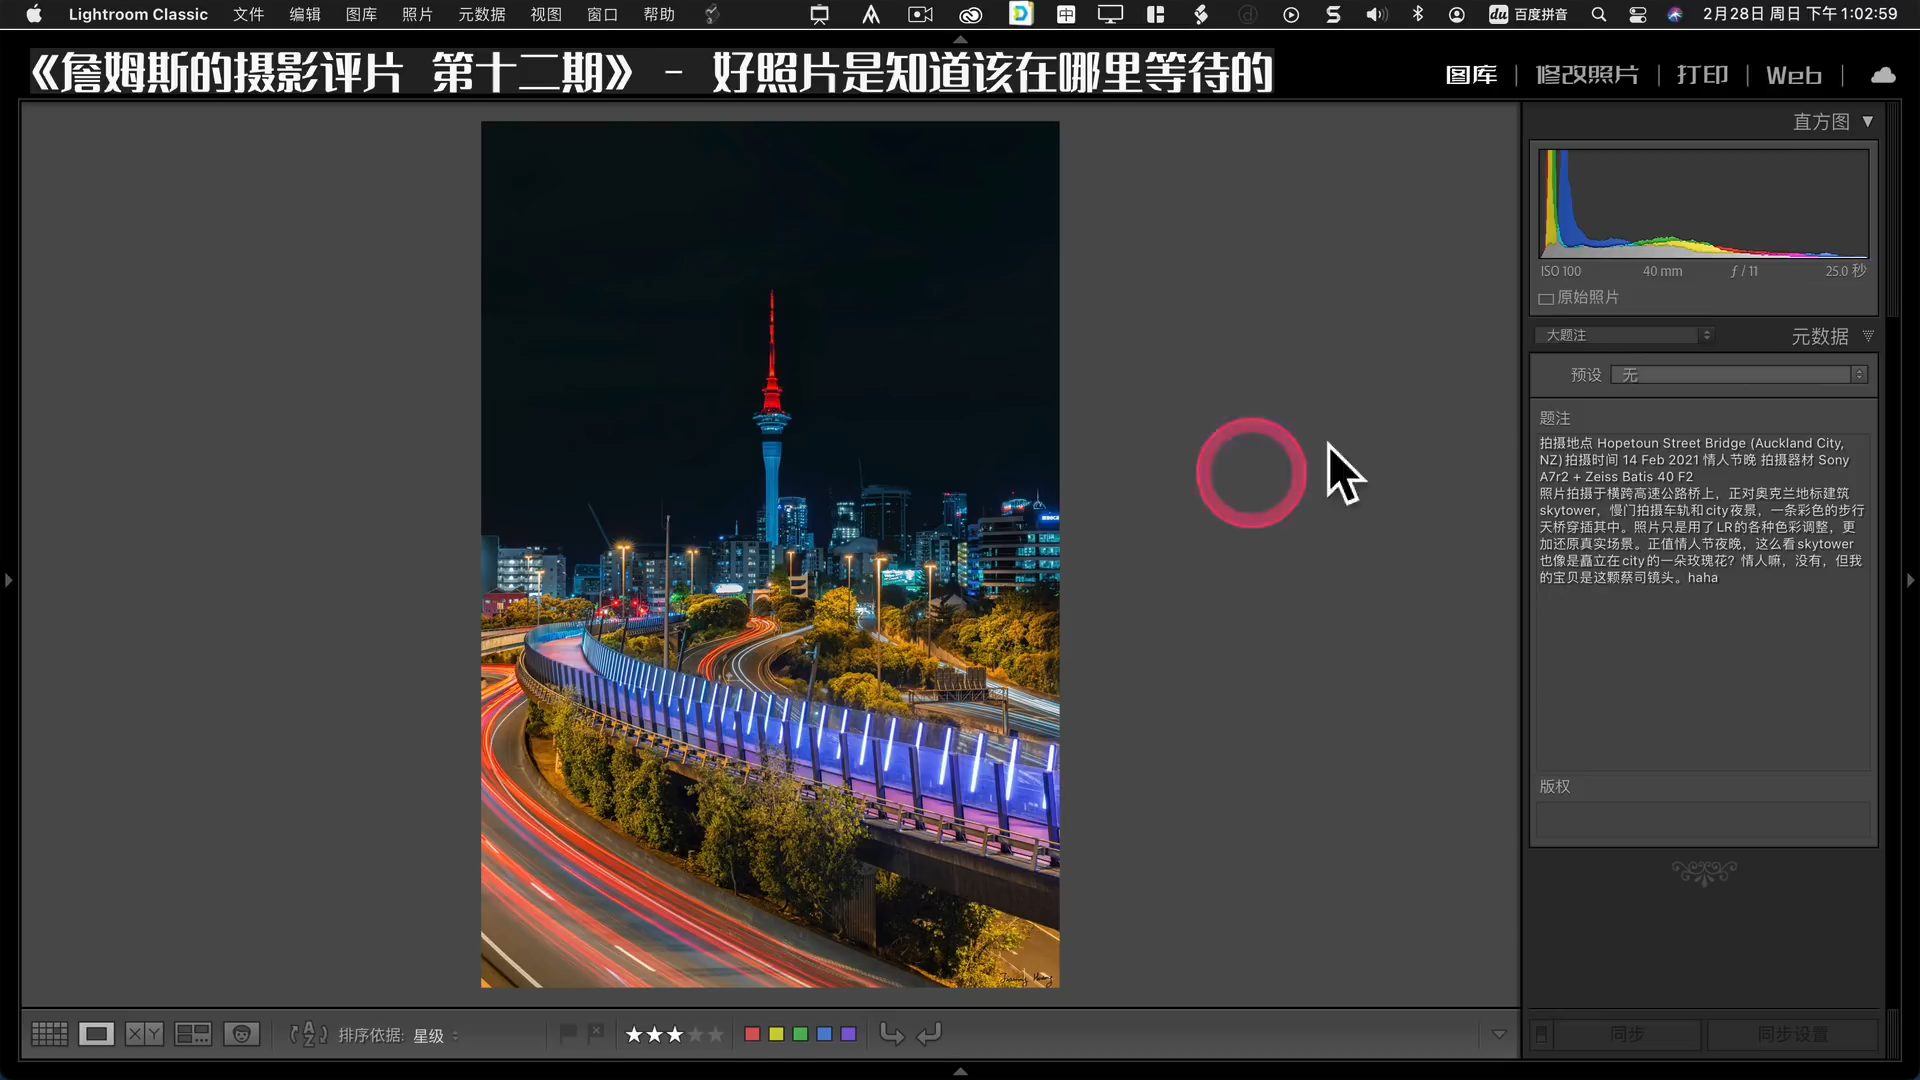 Lightroom Classic 文件 编辑 图库 照片 元数据 视图 窗口 帮助 中 S du 百度拼音 2月28日 周日 下午1:02:59
《詹姆斯的摄影评片 第十二期》 - 好照片是知道该在哪里等待的
图库 | 修改照片 | 打印 | Web |
直方图
ISO 100 40 mm ƒ / 11 25.0 秒
原始照片
大题注 元数据
预设 无
题注
拍摄地点 Hopetoun Street Bridge (Auckland City,
NZ) 拍摄时间 14 Feb 2021 情人节晚 拍摄器材 Sony
A7r2 + Zeiss Batis 40 F2
照片拍摄于横跨高速公路桥上，正对奥克兰地标建筑
skytower，慢门拍摄车轨和city夜景，一条彩色的步行
天桥穿插其中。照片只是用了LR的各种色彩调整，更
加还原真实场景。正值情人节夜晚，这么看skytower
也像是矗立在city的一朵玫瑰花？情人嘛，没有，但我
的宝贝是这颗蔡司镜头。haha
版权
XY 排序依据: 星级 同步 同步设置